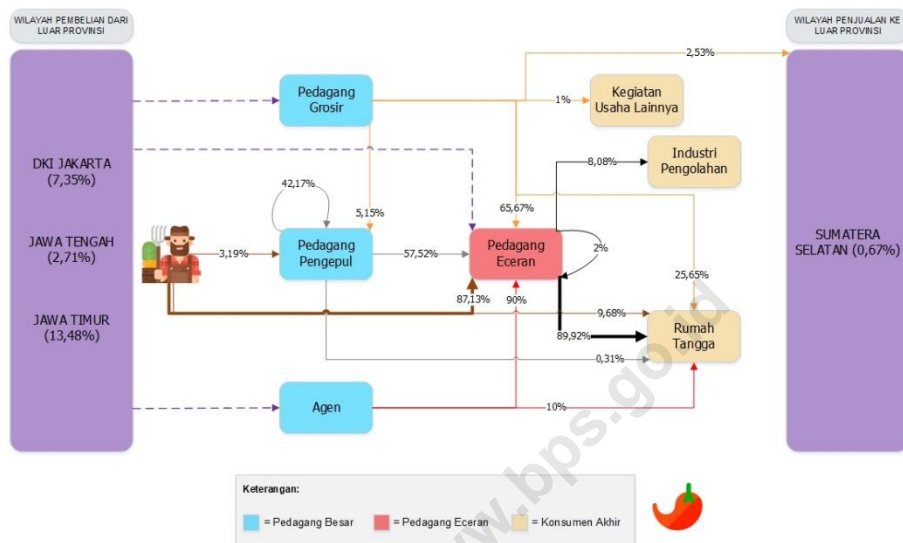 WILAYAH PEMBELIAN DARI
LUAR PROVINSI
WILAYAH PENJUALAN KE
LUAR PROVINSI
2,53%
Pedagang
Grosir
1%
Kegiatan
Usaha Lainnya
DKI JAKARTA
(7,35%)
42,17%
5,15%
65,67%
8,08%
Industri
Pengolahan
JAWA TENGAH
(2,71%)
3,19%
Pedagang
Pengepul
57,52%
Pedagang
Eceran
2%
SUMATERA
SELATAN (0,67%)
25,65%
JAWA TIMUR
(13,48%)
87,13%
90%
9,68%
89,92%
Rumah
Tangga
0,31%
Agen
10%
www.bps.go.id
Keterangan:
= Pedagang Besar
= Pedagang Eceran
= Konsumen Akhir